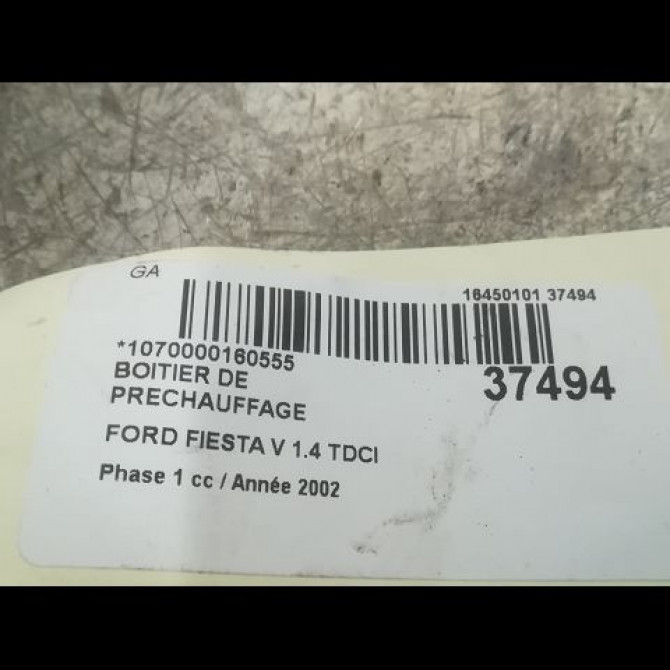 GA
16450101 37494
*1070000160555
37494
BOITIER DE
PRECHAUFFAGE
FORD FIESTA V 1.4 TDCI
Phase 1 cc / Année 2002